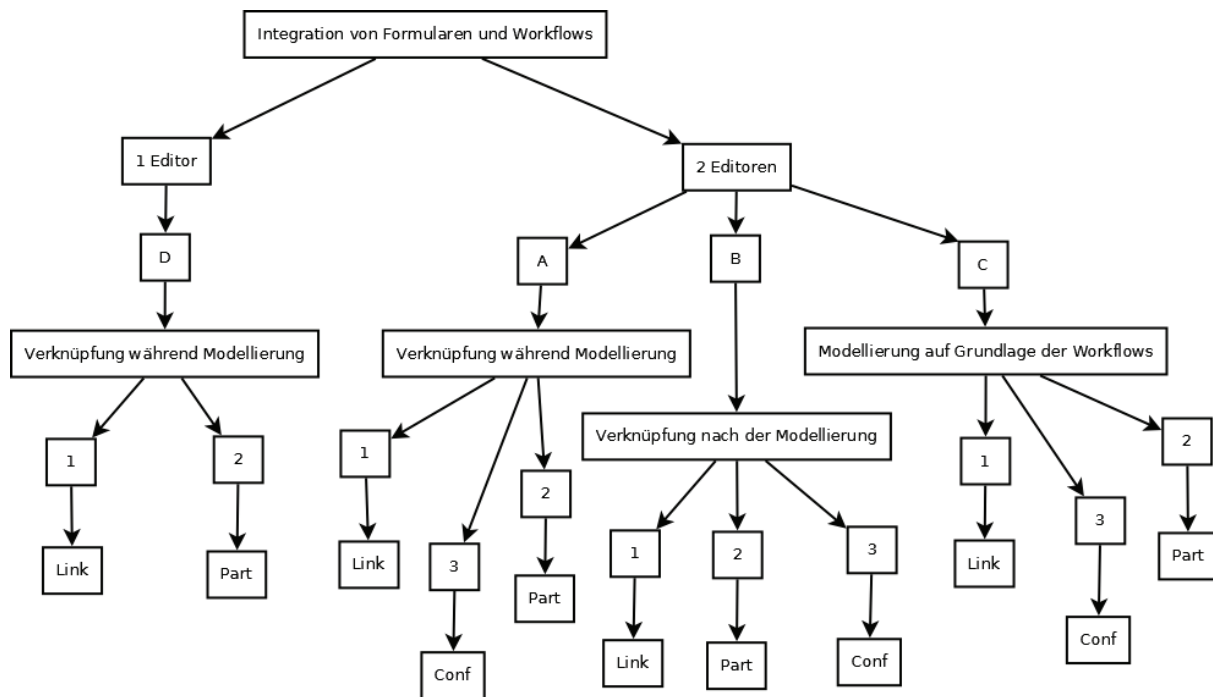 Integration von Formularen und Workflows
1 Editor
2 Editoren
D
A
B
C
Verknüpfung während Modellierung
Verknüpfung während Modellierung
Modellierung auf Grundlage der Workflows
Verknüpfung nach der Modellierung
1
2
1
2
3
1
2
3
1
2
3
Link
Part
Link
Part
Conf
Link
Part
Conf
Link
Part
Conf